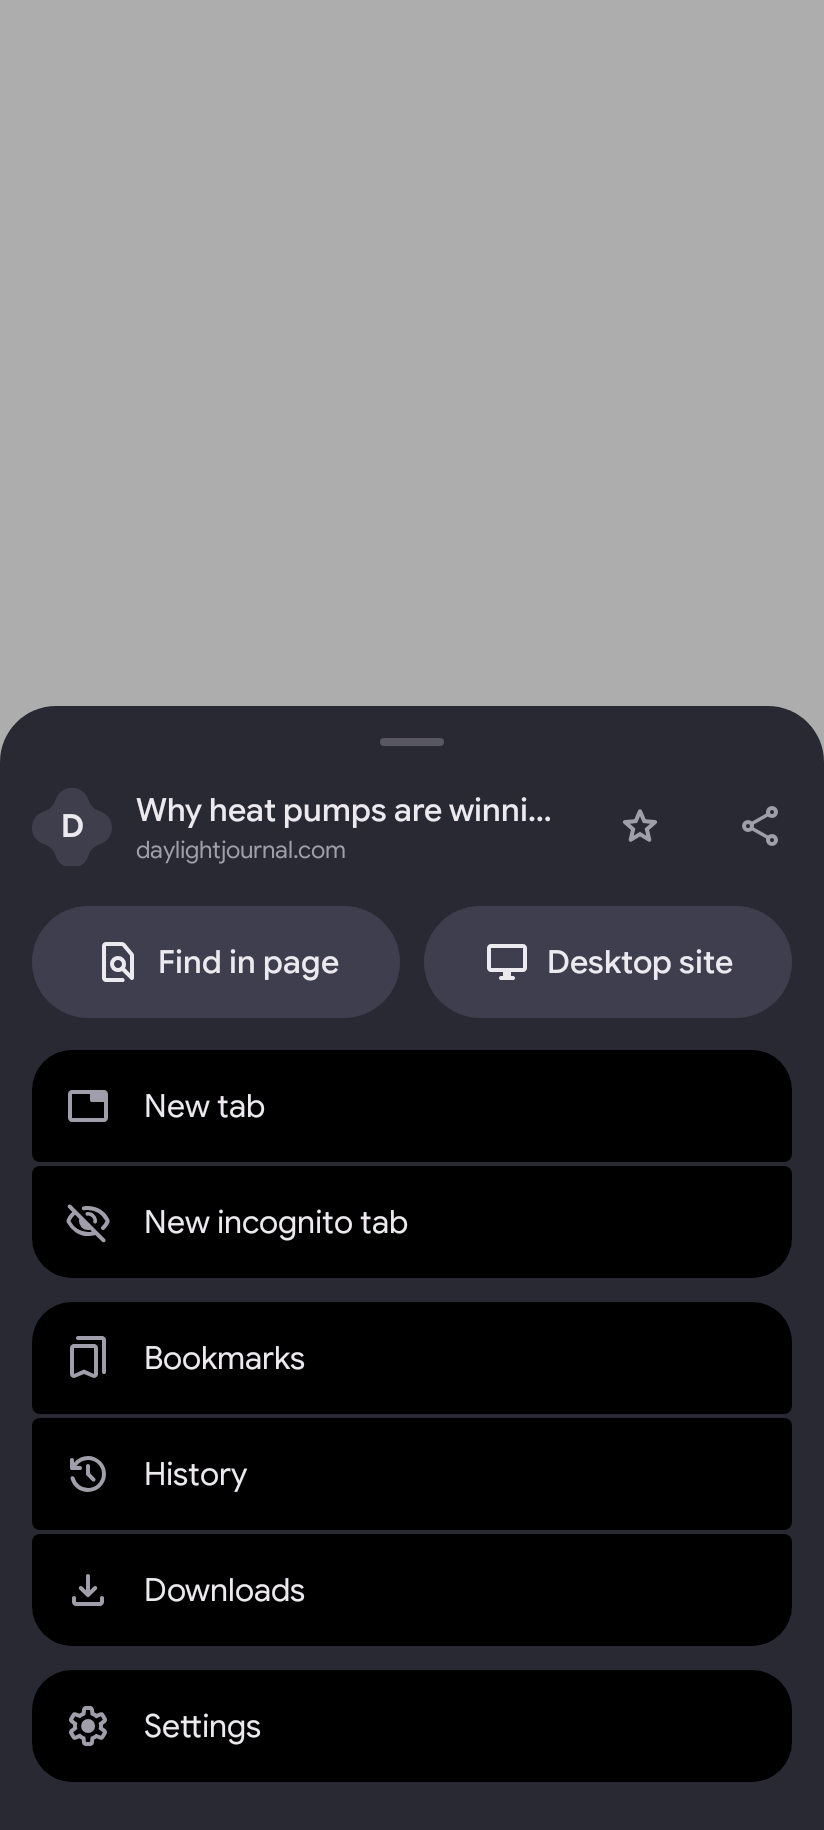 D
Why heat pumps are winni...
daylightjournal.com
Find in page
Desktop site
New tab
New incognito tab
Bookmarks
History
Downloads
Settings